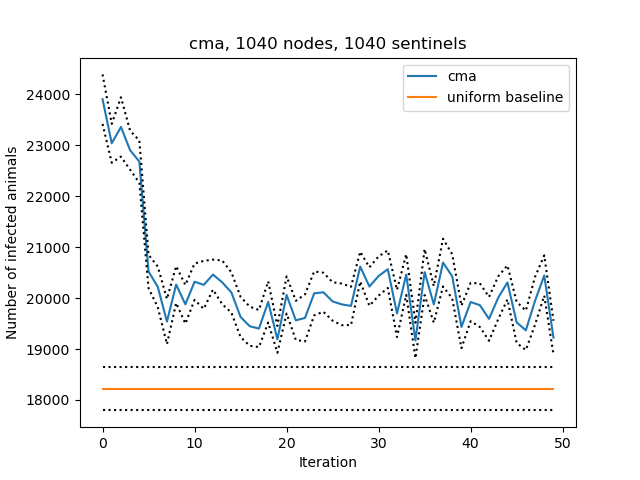 cma, 1040 nodes, 1040 sentinels
cma
uniform baseline
Number of infected animals
24000
23000
22000
21000
20000
19000
18000
0 10 20 30 40 50
Iteration